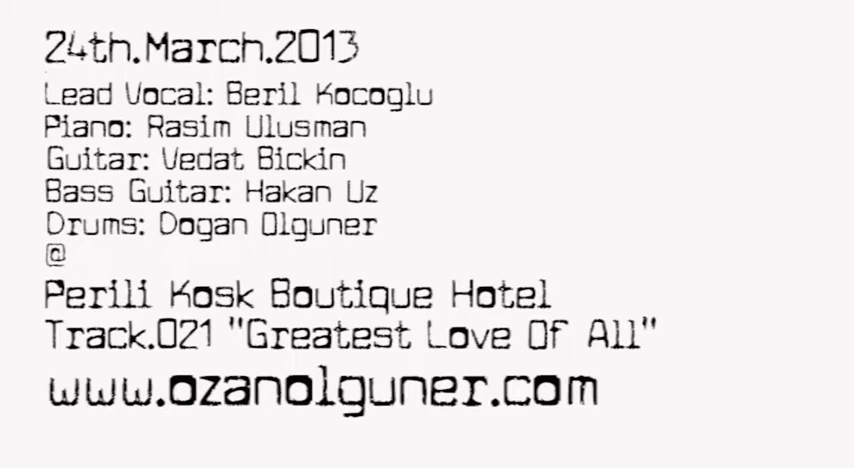 24th.March.2013
Lead Vocal: Beril Kocoglu
Piano: Rasim Ulusman
Guitar: Vedat Bickin
Bass Guitar: Hakan Uz
Drums: Dogan Olguner
@
Perili Kosk Boutique Hotel
Track.021 "Greatest Love Of All"
www.ozanolguner.com